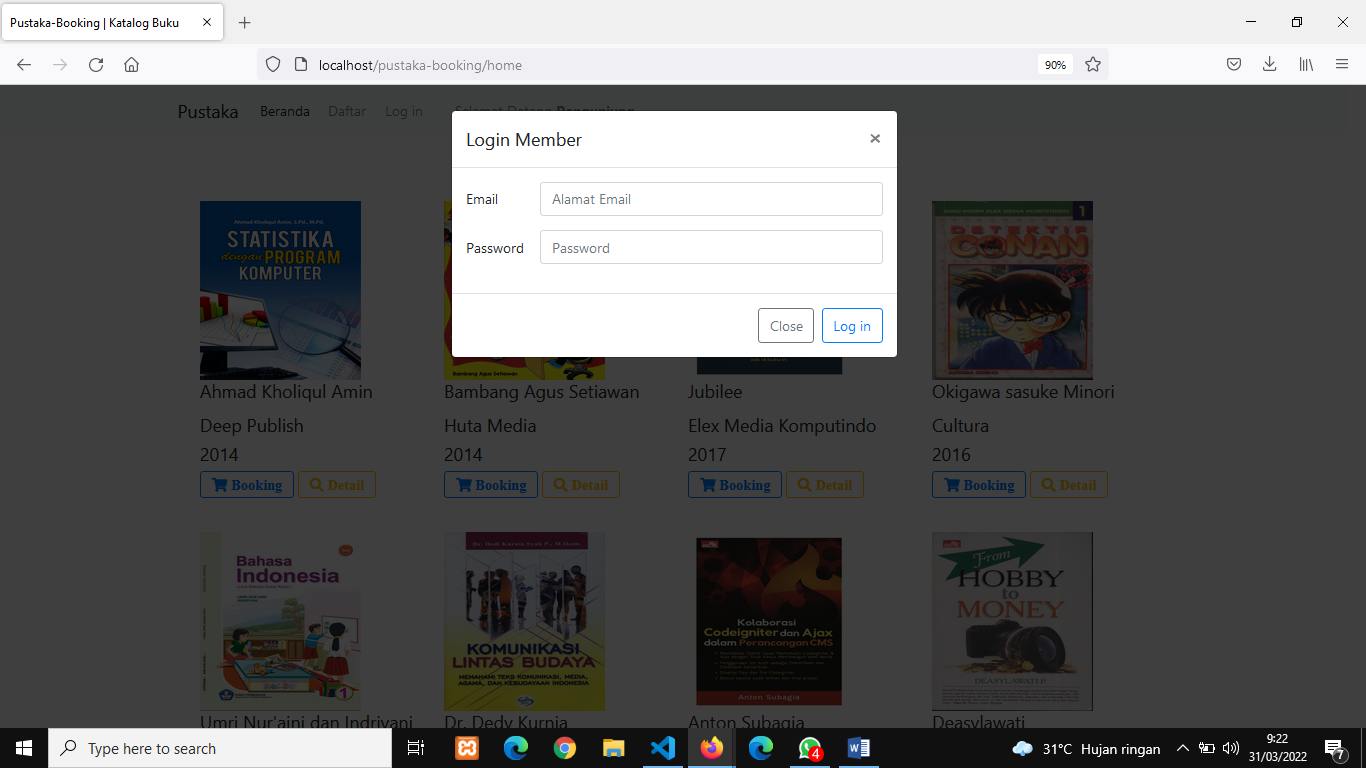 Pustaka-Booking | Katalog Buku
localhost/pustaka-booking/home
90%
Pustaka Beranda Daftar Log in Selamat Datang Pengunjung
Login Member
Email Alamat Email
Password Password
Close Log in
Ahmad Kholiqul Amin, S.Pd., M.Pd.
STATISTIKA
dengan PROGRAM
KOMPUTER
Bambang Agus Setiawan
BUKU KOMIK ELEX MEDIA KOMPUTINDO 1
DETEKTIF
CONAN
Ahmad Kholiqul Amin
Deep Publish
2014
Booking Detail
Bambang Agus Setiawan
Huta Media
2014
Booking Detail
Jubilee
Elex Media Komputindo
2017
Booking Detail
Okigawa sasuke Minori
Cultura
2016
Booking Detail
Bahasa
Indonesia
1
KOMUNIKASI
LINTAS BUDAYA
MEMAHAMI TEKS KOMUNIKASI, MEDIA,
AGAMA, DAN KEBUDAYAAN INDONESIA
Kolaborasi
Codeigniter dan Ajax
dalam Perancangan CMS
Anton Subagia
From
HOBBY
to
MONEY
DEASYLAWATI P.
Umri Nur'aini dan Indriyani
Dr. Dedy Kurnia
Anton Subagia
Deasylawati
Type here to search
4
31°C Hujan ringan
9:22
31/03/2022
7